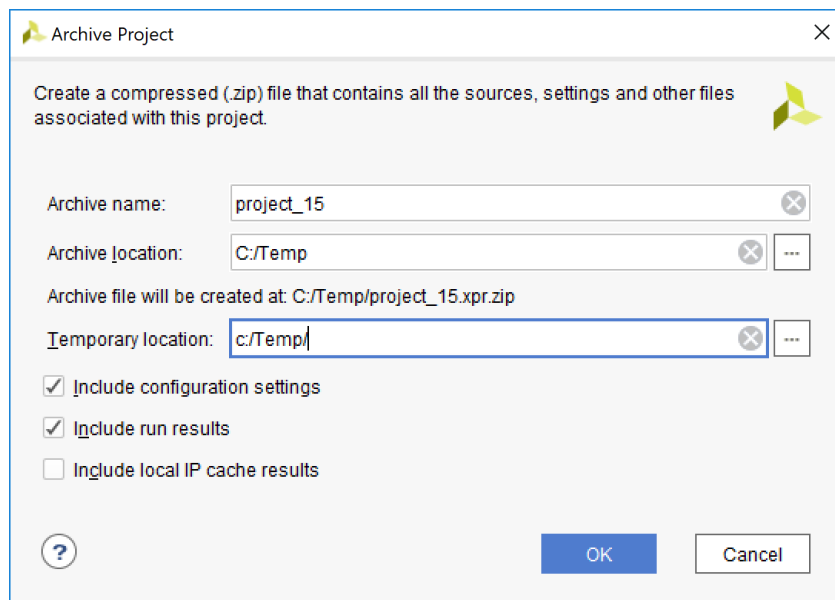 Archive Project
Create a compressed (.zip) file that contains all the sources, settings and other files
associated with this project.
Archive name: project_15
Archive location: C:/Temp ...
Archive file will be created at: C:/Temp/project_15.xpr.zip
Temporary location: c:/Temp/ ...
Include configuration settings
Include run results
Include local IP cache results
? OK Cancel